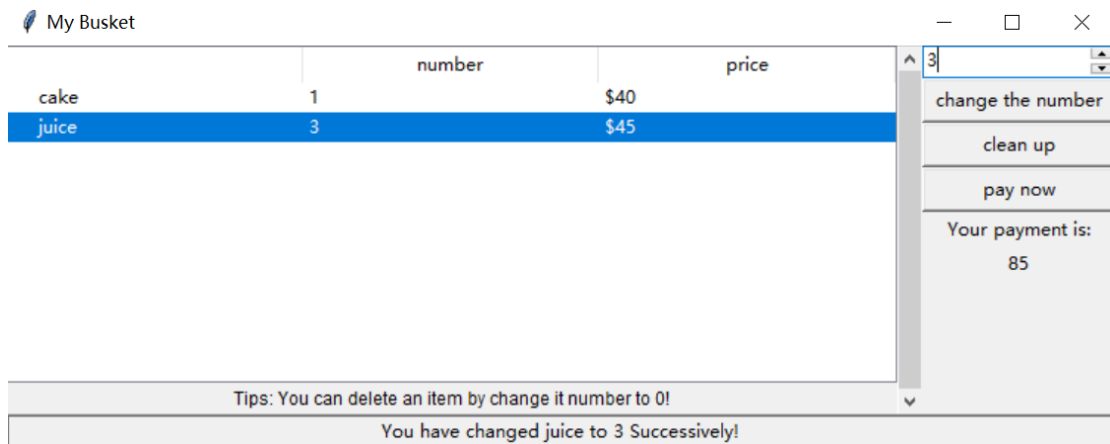 My Busket
number price
3
cake 1 $40
change the number
juice 3 $45
clean up
pay now
Your payment is:
85
Tips: You can delete an item by change it number to 0!
You have changed juice to 3 Successively!